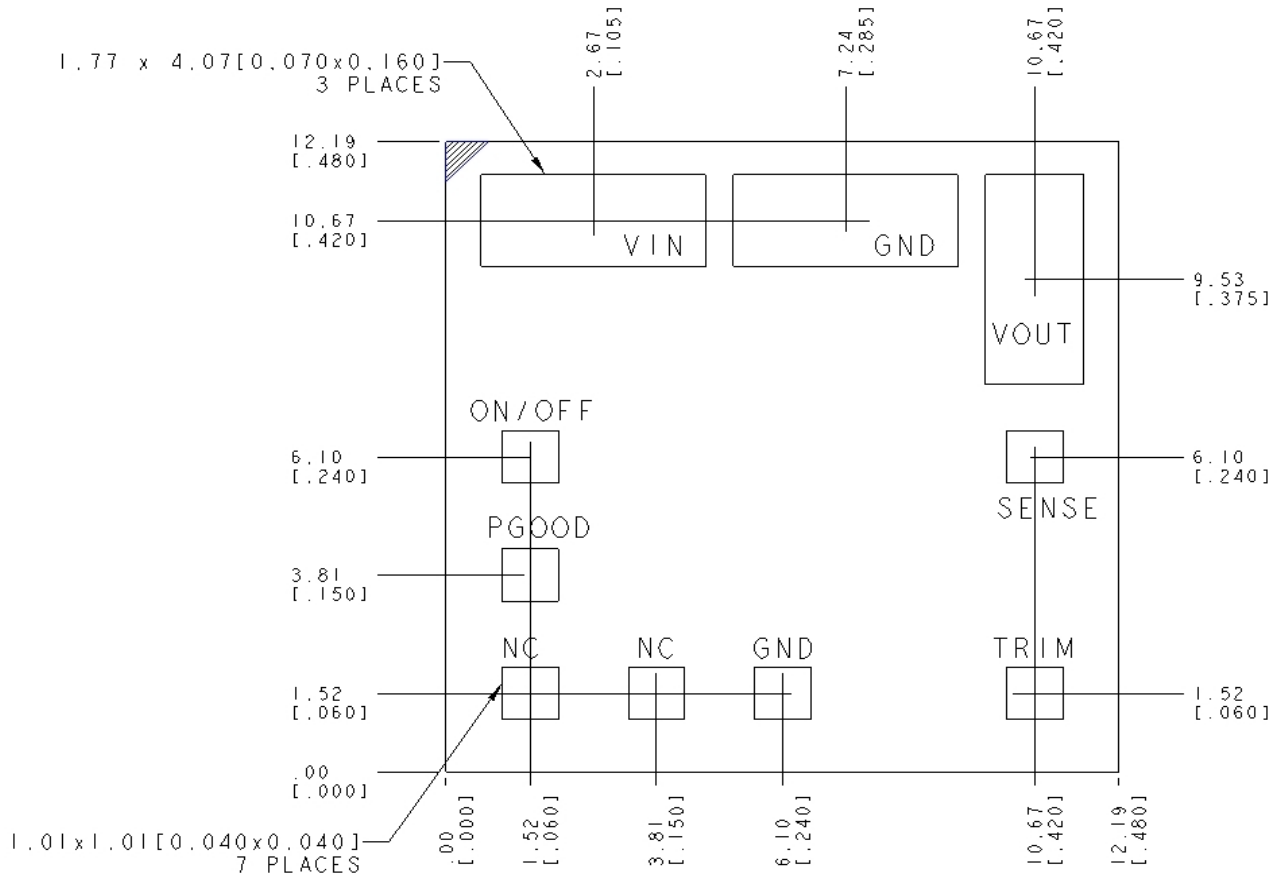 2.67
[.105]
7.24
[.285]
10.67
[.420]
1.77 x 4.07[0.070x0.160]
3 PLACES
12.19
[.480]
10.67
[.420]
VIN
GND
9.53
[.375]
VOUT
ON/OFF
6.10
[.240]
6.10
[.240]
SENSE
PGOOD
3.81
[.150]
NC
NC
GND
TRIM
1.52
[.060]
1.52
[.060]
.00
[.000]
1.01x1.01[0.040x0.040]
7 PLACES
.00
[.000]
1.52
[.060]
3.81
[.150]
6.10
[.240]
10.67
[.420]
12.19
[.480]